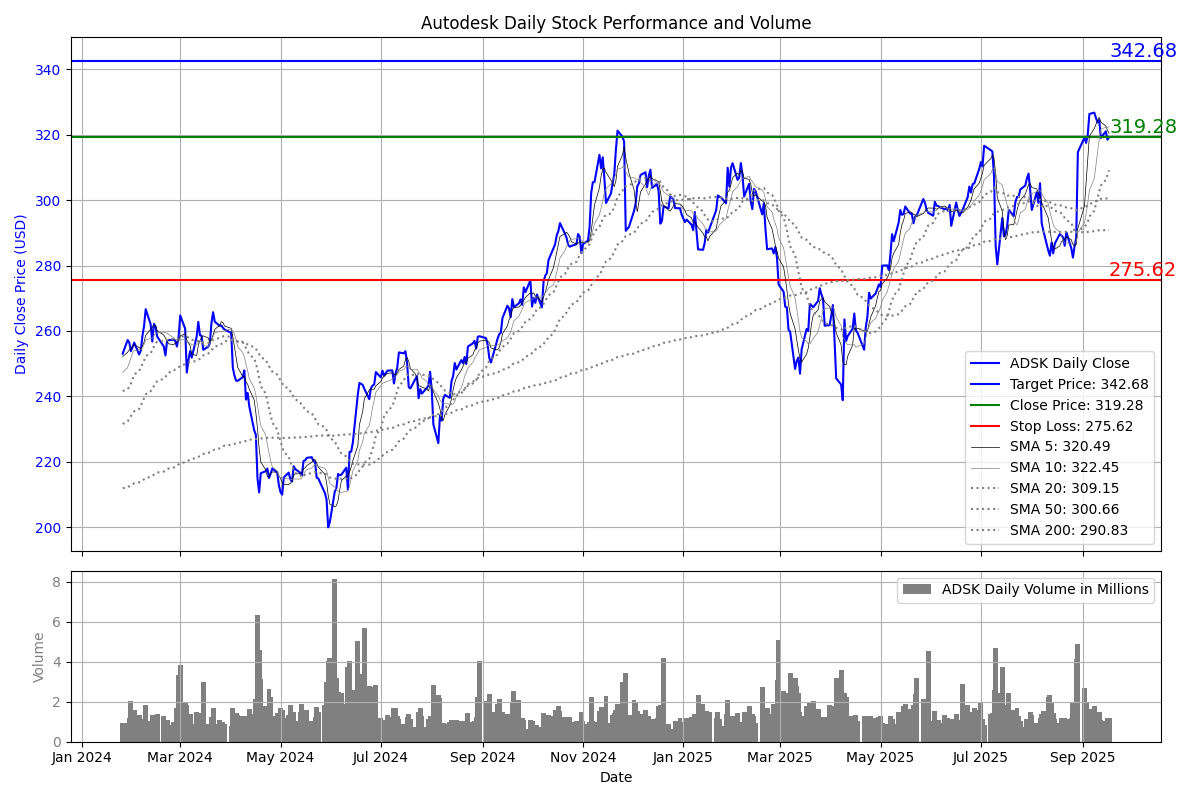 Autodesk Daily Stock Performance and Volume
Daily Close Price (USD)
340
320
300
280
260
240
220
200
342.68
319.28
275.62
ADSK Daily Close
Target Price: 342.68
Close Price: 319.28
Stop Loss: 275.62
SMA 5: 320.49
SMA 10: 322.45
SMA 20: 309.15
SMA 50: 300.66
SMA 200: 290.83
Volume
8
6
4
2
0
ADSK Daily Volume in Millions
Jan 2024 Mar 2024 May 2024 Jul 2024 Sep 2024 Nov 2024 Jan 2025 Mar 2025 May 2025 Jul 2025 Sep 2025
Date